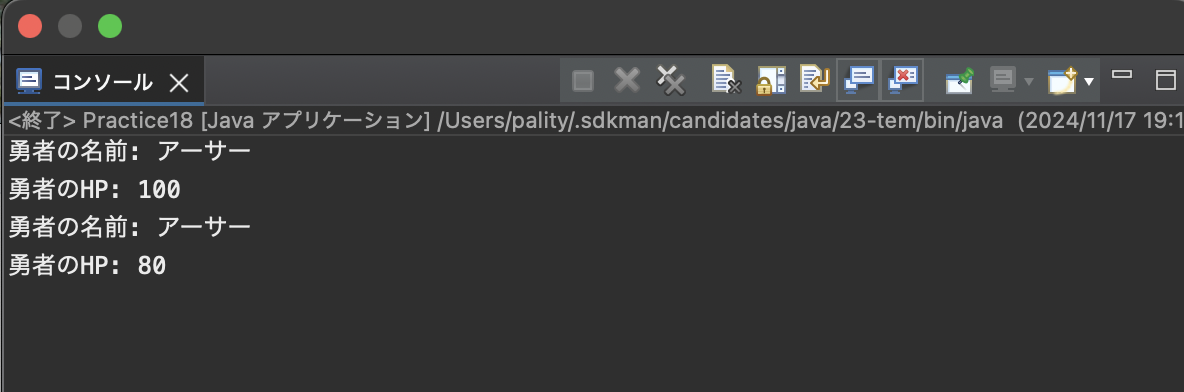 コンソール
<終了> Practice18 [Java アプリケーション] /Users/pality/.sdkman/candidates/java/23-tem/bin/java (2024/11/17 19:1
勇者の名前: アーサー
勇者のHP: 100
勇者の名前: アーサー
勇者のHP: 80